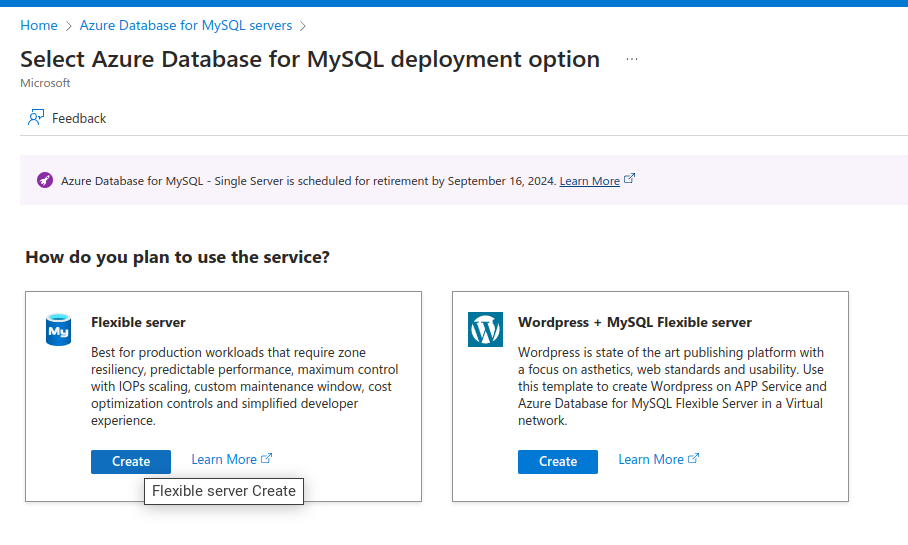 Home > Azure Database for MySQL servers >
Select Azure Database for MySQL deployment option ...
Microsoft
Feedback
Azure Database for MySQL - Single Server is scheduled for retirement by September 16, 2024. Learn More
How do you plan to use the service?
My
Flexible server
Best for production workloads that require zone
resiliency, predictable performance, maximum control
with IOPs scaling, custom maintenance window, cost
optimization controls and simplified developer
experience.
Create
Learn More
Flexible server Create
W
Wordpress + MySQL Flexible server
Wordpress is state of the art publishing platform with
a focus on asthetics, web standards and usability. Use
this template to create Wordpress on APP Service and
Azure Database for MySQL Flexible Server in a Virtual
network.
Create
Learn More